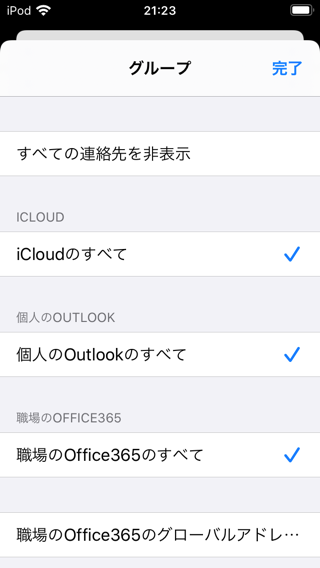 iPod 21:23
グループ 完了
すべての連絡先を非表示
ICLOUD
iCloudのすべて
個人のOUTLOOK
個人のOutlookのすべて
職場のOFFICE365
職場のOffice365のすべて
職場のOffice365のグローバルアドレ…